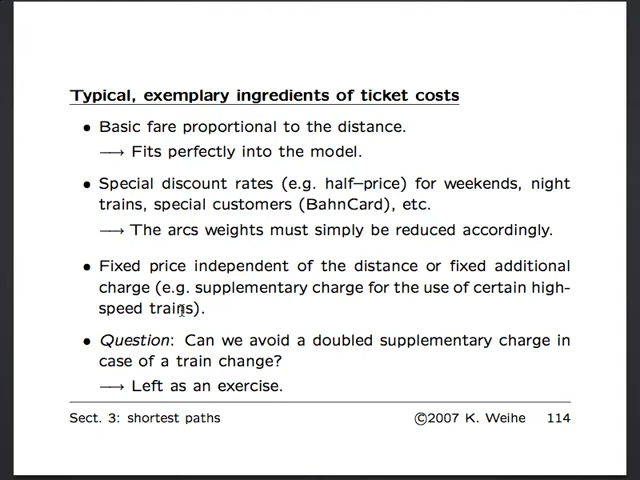 Typical, exemplary ingredients of ticket costs
• Basic fare proportional to the distance.
⟶ Fits perfectly into the model.
• Special discount rates (e.g. half–price) for weekends, night
trains, special customers (BahnCard), etc.
⟶ The arcs weights must simply be reduced accordingly.
• Fixed price independent of the distance or fixed additional
charge (e.g. supplementary charge for the use of certain high-
speed trains).
• Question: Can we avoid a doubled supplementary charge in
case of a train change?
⟶ Left as an exercise.
Sect. 3: shortest paths ©2007 K. Weihe 114